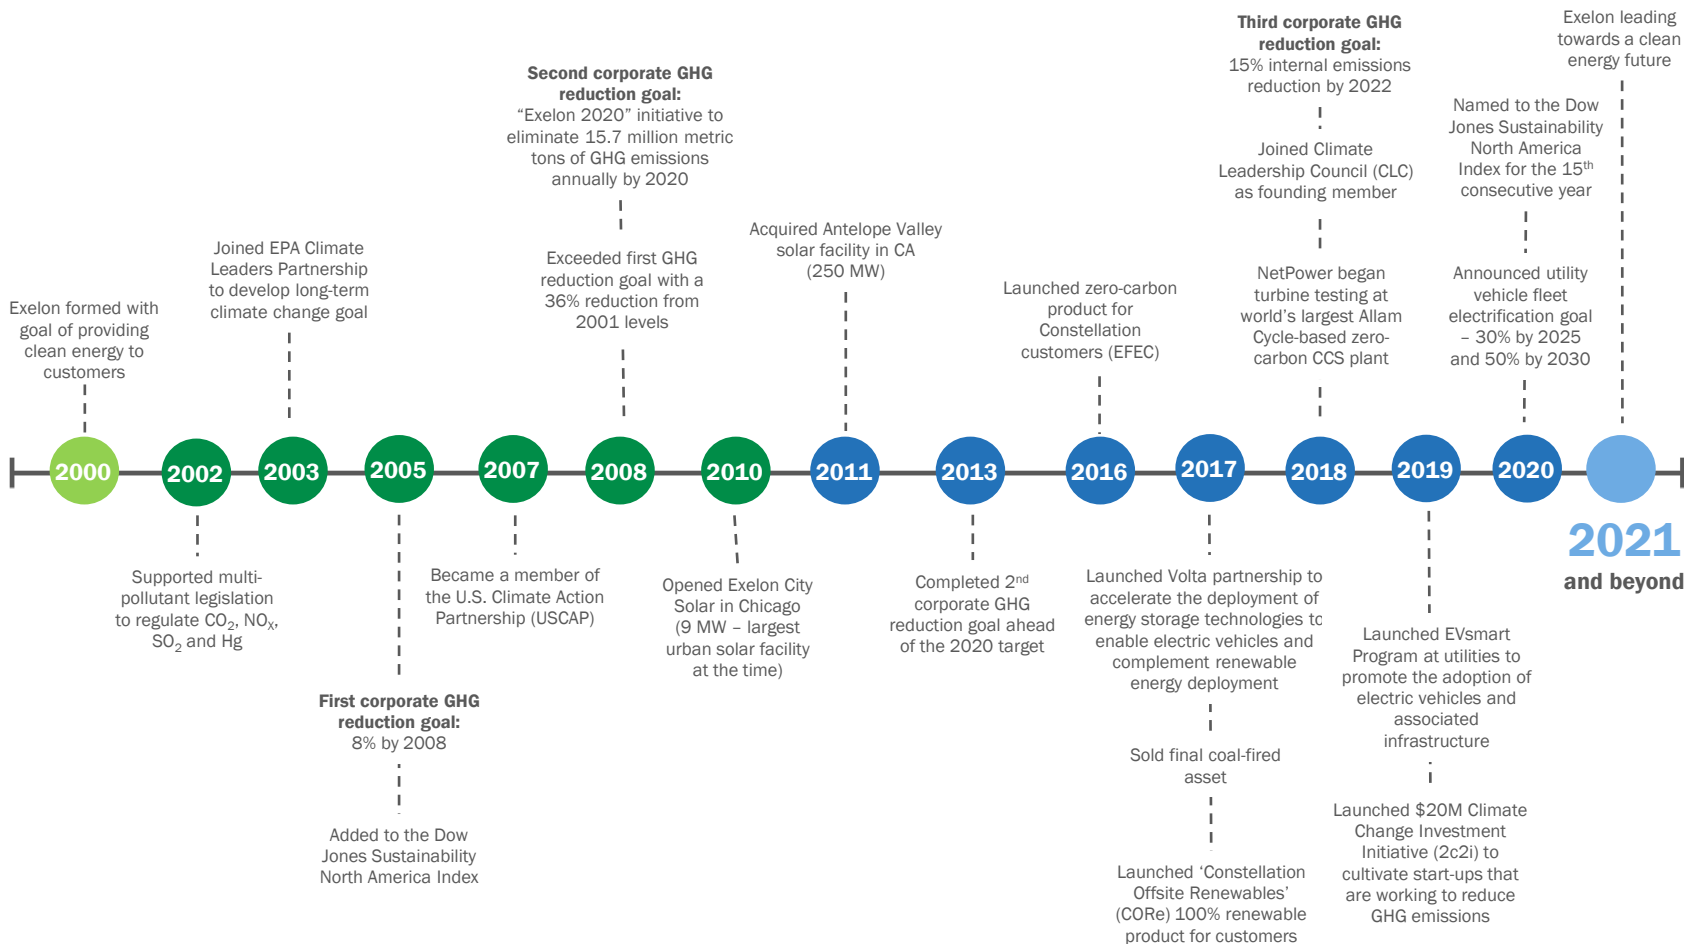 Exelon formed with
goal of providing
clean energy to
customers
Joined EPA Climate
Leaders Partnership
to develop long-term
climate change goal
Second corporate GHG
reduction goal:
“Exelon 2020” initiative to
eliminate 15.7 million metric
tons of GHG emissions
annually by 2020
Exceeded first GHG
reduction goal with a
36% reduction from
2001 levels
Acquired Antelope Valley
solar facility in CA
(250 MW)
Launched zero-carbon
product for
Constellation
customers (EFEC)
Third corporate GHG
reduction goal:
15% internal emissions
reduction by 2022
Joined Climate
Leadership Council (CLC)
as founding member
NetPower began
turbine testing at
world’s largest Allam
Cycle-based zero-
carbon CCS plant
Named to the Dow
Jones Sustainability
North America
Index for the 15th
consecutive year
Announced utility
vehicle fleet
electrification goal
– 30% by 2025
and 50% by 2030
Exelon leading
towards a clean
energy future
2000
2002
2003
2005
2007
2008
2010
2011
2013
2016
2017
2018
2019
2020
2021
and beyond
Supported multi-
pollutant legislation
to regulate CO2, NOX,
SO2 and Hg
First corporate GHG
reduction goal:
8% by 2008
Added to the Dow
Jones Sustainability
North America Index
Became a member of
the U.S. Climate Action
Partnership (USCAP)
Opened Exelon City
Solar in Chicago
(9 MW – largest
urban solar facility
at the time)
Completed 2nd
corporate GHG
reduction goal ahead
of the 2020 target
Launched Volta partnership to
accelerate the deployment of
energy storage technologies to
enable electric vehicles and
complement renewable
energy deployment
Sold final coal-fired
asset
Launched ‘Constellation
Offsite Renewables’
(CORe) 100% renewable
product for customers
Launched EVsmart
Program at utilities to
promote the adoption of
electric vehicles and
associated
infrastructure
Launched $20M Climate
Change Investment
Initiative (2c2i) to
cultivate start-ups that
are working to reduce
GHG emissions